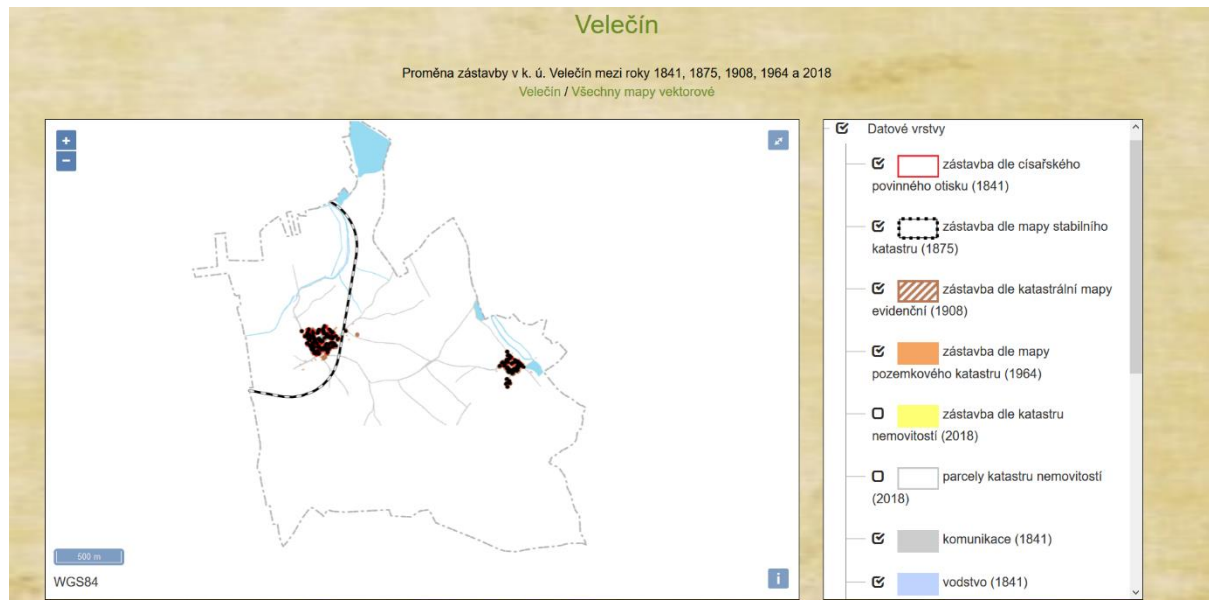 Velečín
Proměna zástavby v k. ú. Velečín mezi roky 1841, 1875, 1908, 1964 a 2018
Velečín / Všechny mapy vektorové
+
−
500 m
WGS84
i
Datové vrstvy
zástavba dle císařského
povinného otisku (1841)
zástavba dle mapy stabilního
katastru (1875)
zástavba dle katastrální mapy
evidenční (1908)
zástavba dle mapy
pozemkového katastru (1964)
zástavba dle katastru
nemovitostí (2018)
parcely katastru nemovitostí
(2018)
komunikace (1841)
vodstvo (1841)